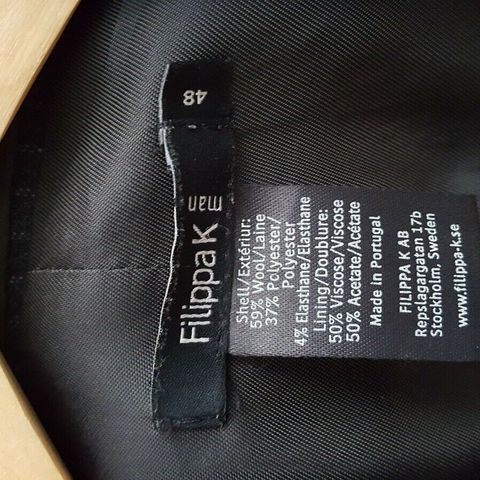 48
Filippa K man
Shell/Extériur:
59% Wool/Laine
37% Polyester/
Polyester
4% Elasthane/Elasthane
Lining/Doublure:
50% Viscose/Viscose
50% Acetate/Acétate
Made in Portugal
FILIPPA K AB
Repslagargatan 17b
Stockholm, Sweden
www.filippa-k.se